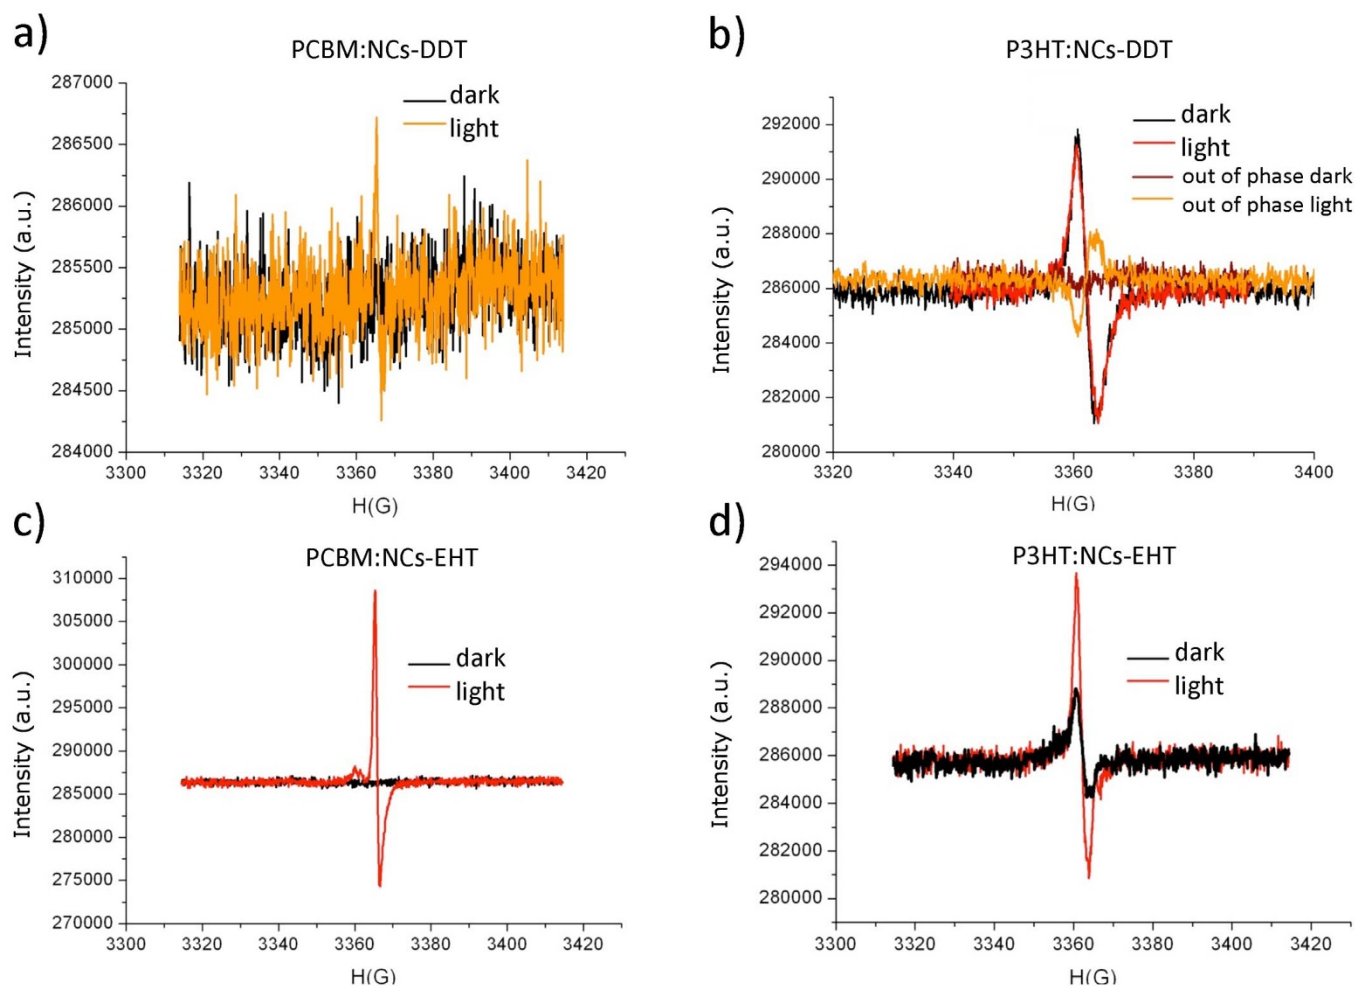 a)
PCBM:NCs-DDT
287000
286500
286000
285500
285000
284500
284000
Intensity (a.u.)
dark
light
3300 3320 3340 3360 3380 3400 3420
H(G)
b)
P3HT:NCs-DDT
292000
290000
288000
286000
284000
282000
280000
Intensity (a.u.)
dark
light
out of phase dark
out of phase light
3320 3340 3360 3380 3400
H(G)
c)
PCBM:NCs-EHT
310000
305000
300000
295000
290000
285000
280000
275000
270000
Intensity (a.u.)
dark
light
3300 3320 3340 3360 3380 3400 3420
H(G)
d)
P3HT:NCs-EHT
294000
292000
290000
288000
286000
284000
282000
280000
Intensity (a.u.)
dark
light
3300 3320 3340 3360 3380 3400 3420
H(G)